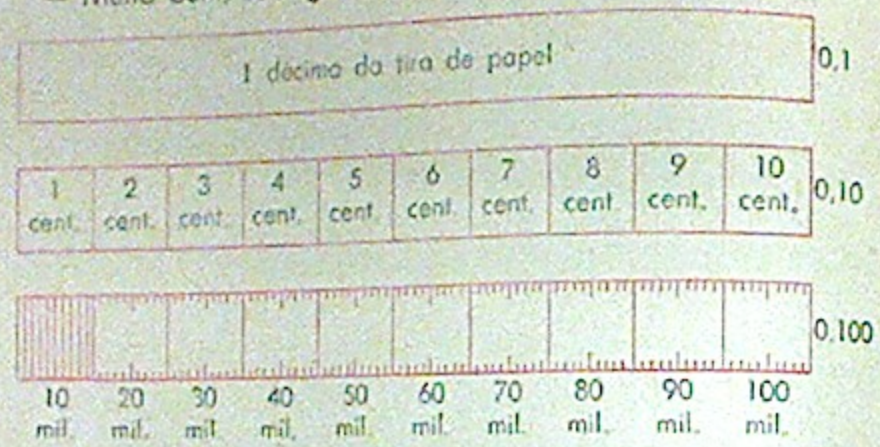 1 décimo da tira de papel 0,1
1 2 3 4 5 6 7 8 9 10
cent. cent. cent. cent. cent. cent. cent. cent. cent. cent. 0,10
0,100
10 20 30 40 50 60 70 80 90 100
mil. mil. mil. mil. mil. mil. mil. mil. mil. mil.